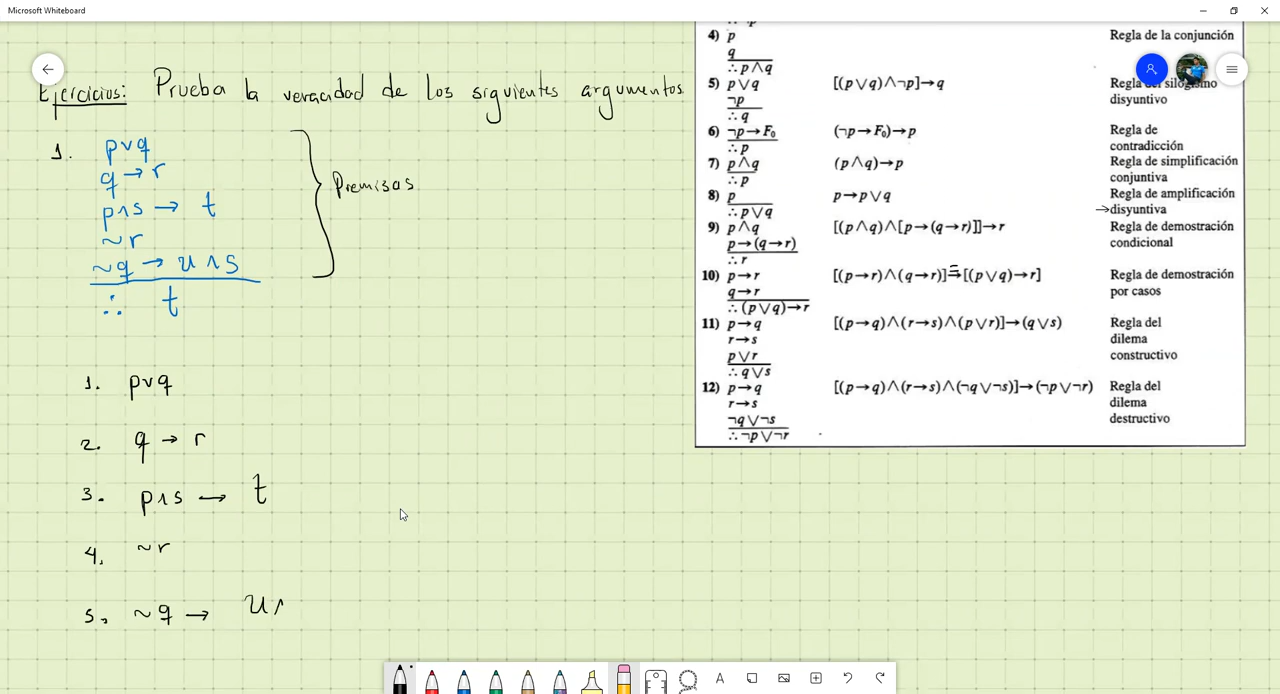 Microsoft Whiteboard
Ejercicios: Prueba la veracidad de los siguientes argumentos
1.
p∨q
q → r
p∧s → t
~r
~q → u∧s
∴ t
Premisas
1. p∨q
2. q → r
3. p∧s → t
4. ~r
5. ~q → u∧
4) p
q
∴ p∧q
Regla de la conjunción
5) p∨q [(p∨q)∧¬p]→q
¬p
∴ q
silogismo
disyuntivo
6) ¬p→F₀ (¬p→F₀)→p
∴ p
Regla de
contradicción
7) p∧q (p∧q)→p
∴ p
Regla de simplificación
conjuntiva
8) p p→p∨q
∴ p∨q
Regla de amplificación
→disyuntiva
9) p∧q [(p∧q)∧[p→(q→r)]]→r
p→(q→r)
∴ r
Regla de demostración
condicional
10) p→r [(p→r)∧(q→r)]=→[(p∨q)→r]
q→r
∴ (p∨q)→r
Regla de demostración
por casos
11) p→q [(p→q)∧(r→s)∧(p∨r)]→(q∨s)
r→s
p∨r
∴ q∨s
Regla del
dilema
constructivo
12) p→q [(p→q)∧(r→s)∧(¬q∨¬s)]→(¬p∨¬r)
r→s
¬q∨¬s
∴ ¬p∨¬r
Regla del
dilema
destructivo
A